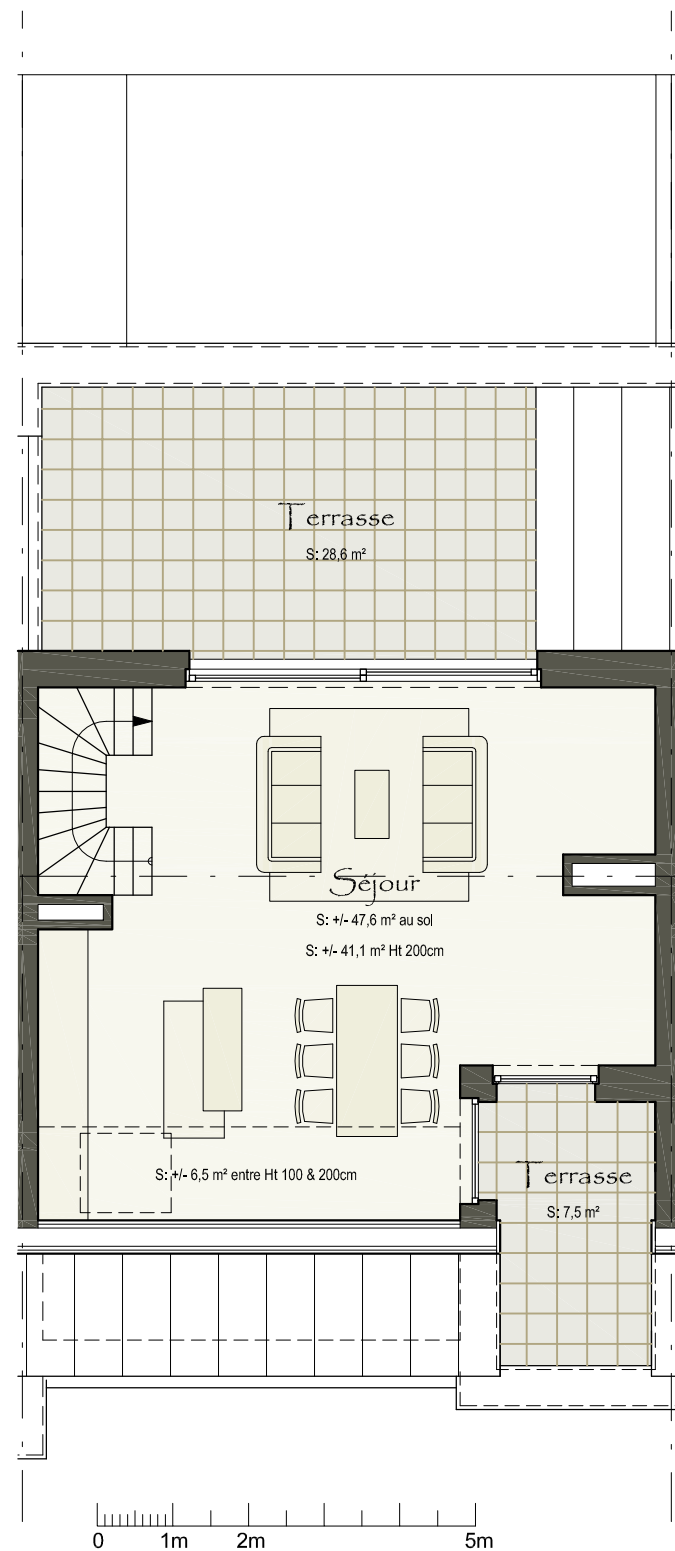 Terrasse
S: 28,6 m²
Séjour
S: +/- 47,6 m² au sol
S: +/- 41,1 m² Ht 200cm
S: +/- 6,5 m² entre Ht 100 & 200cm
Terrasse
S: 7,5 m²
0 1m 2m 5m